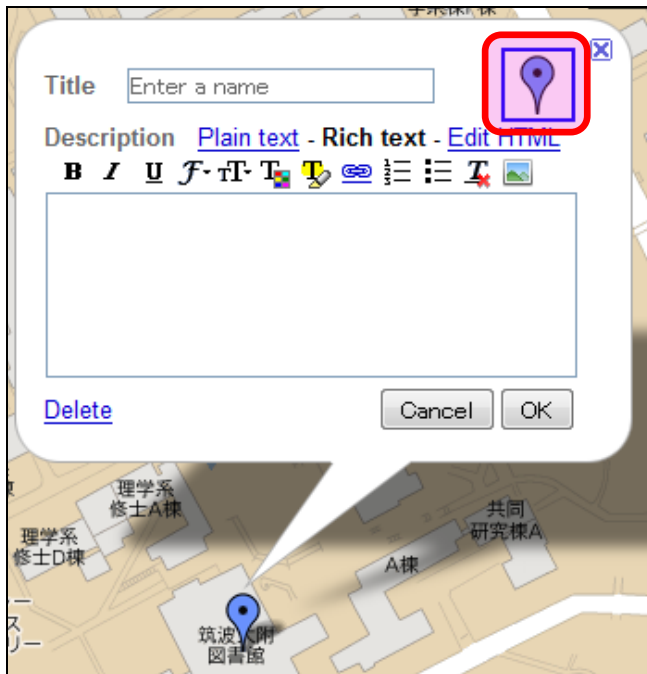 Title Enter a name
Description Plain text - Rich text - Edit HTML
B I U
Delete Cancel OK
理学系
修士A棟
理学系
修士D棟
共同
研究棟A
A棟
筑波大附
図書館